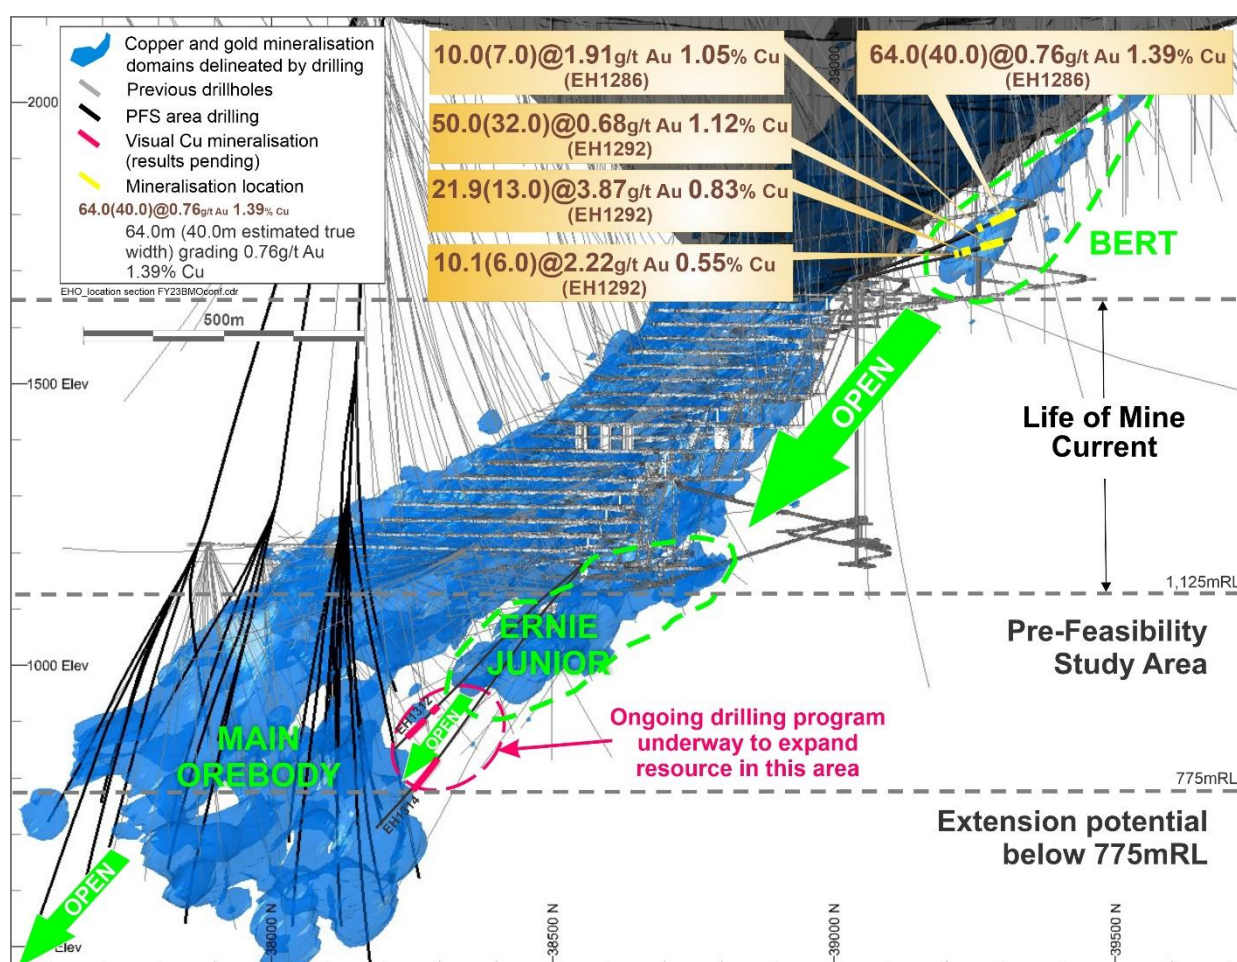 Copper and gold mineralisation
domains delineated by drilling
Previous drillholes
PFS area drilling
Visual Cu mineralisation
(results pending)
Mineralisation location
64.0(40.0)@0.76g/t Au 1.39% Cu
64.0m (40.0m estimated true
width) grading 0.76g/t Au
1.39% Cu
EHO_location section FY23BMOconf.cdr
500m
10.0(7.0)@1.91g/t Au 1.05% Cu
(EH1286)
64.0(40.0)@0.76g/t Au 1.39% Cu
(EH1286)
50.0(32.0)@0.68g/t Au 1.12% Cu
(EH1292)
21.9(13.0)@3.87g/t Au 0.83% Cu
(EH1292)
10.1(6.0)@2.22g/t Au 0.55% Cu
(EH1292)
39000 N
2000
BERT
1500 Elev
OPEN
Life of Mine
Current
1,125mRL
ERNIE
JUNIOR
Pre-Feasibility
Study Area
1000 Elev
EH1312
OPEN
MAIN
OREBODY
Ongoing drilling program
underway to expand
resource in this area
775mRL
EH1314
Extension potential
below 775mRL
OPEN
Elev
38000 N
38500 N
39000 N
39500 N